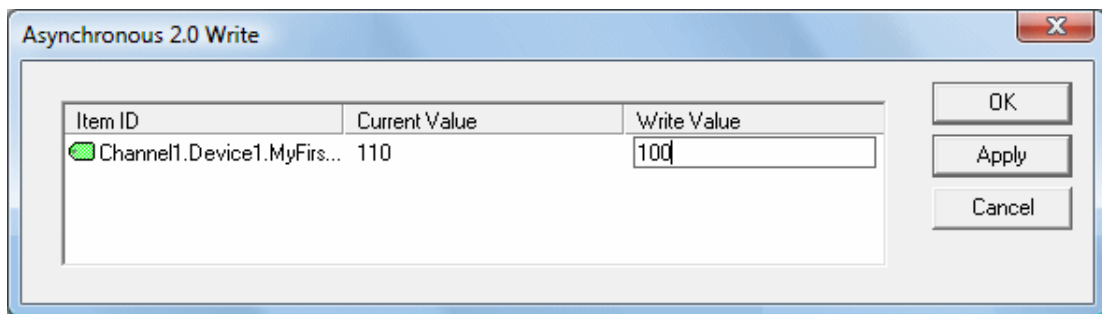 Asynchronous 2.0 Write
Item ID Current Value Write Value
Channel1.Device1.MyFirs... 110 100
OK
Apply
Cancel